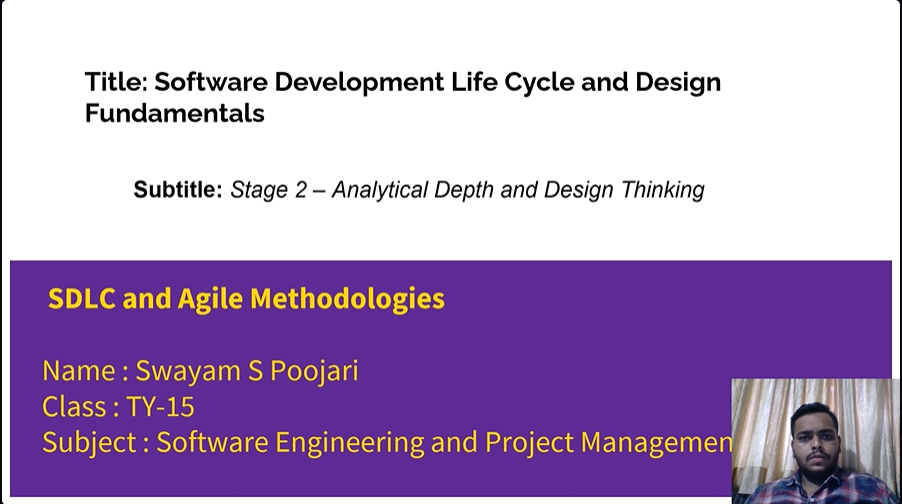 Title: Software Development Life Cycle and Design
Fundamentals
Subtitle: Stage 2 – Analytical Depth and Design Thinking
SDLC and Agile Methodologies
Name : Swayam S Poojari
Class : TY-15
Subject : Software Engineering and Project Managemen